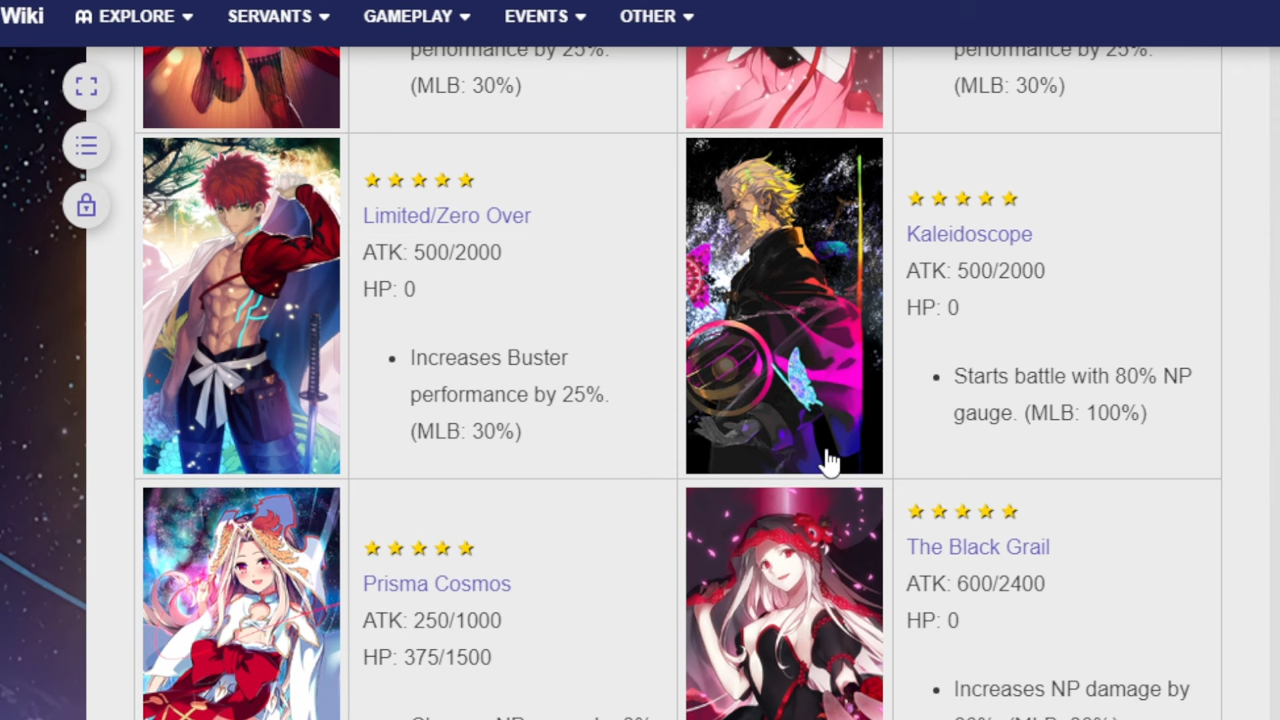 Wiki EXPLORE SERVANTS GAMEPLAY EVENTS OTHER
performance by 25%.
(MLB: 30%)
performance by 25%.
(MLB: 30%)
Limited/Zero Over
ATK: 500/2000
HP: 0
• Increases Buster
performance by 25%.
(MLB: 30%)
Kaleidoscope
ATK: 500/2000
HP: 0
• Starts battle with 80% NP
gauge. (MLB: 100%)
Prisma Cosmos
ATK: 250/1000
HP: 375/1500
The Black Grail
ATK: 600/2400
HP: 0
• Increases NP damage by